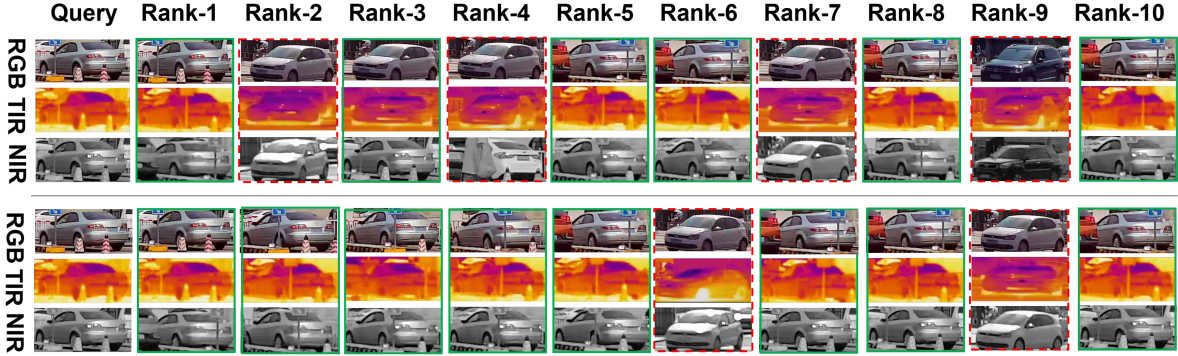 Query Rank-1 Rank-2 Rank-3 Rank-4 Rank-5 Rank-6 Rank-7 Rank-8 Rank-9 Rank-10
RGB
TIR
NIR
RGB
TIR
NIR